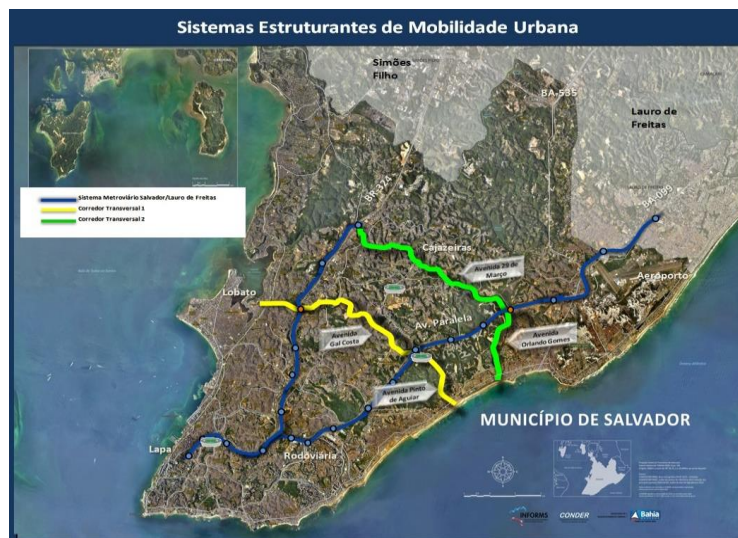 Sistemas Estruturantes de Mobilidade Urbana
Simões
Filho
BA-535
Lauro de
Freitas
Sistema Metroviário Salvador/Lauro de Freitas
Corredor Transversal 1
Corredor Transversal 2
BR-324
BA-099
Cajazeiras
Avenida 29 de
Março
Aeroporto
Lobato
Av. Paralela
Avenida
Gal Costa
Avenida
Orlando Gomes
Avenida Pinto
de Aguiar
MUNICÍPIO DE SALVADOR
Lapa
Rodoviária
INFORMS
CONDER
Bahia